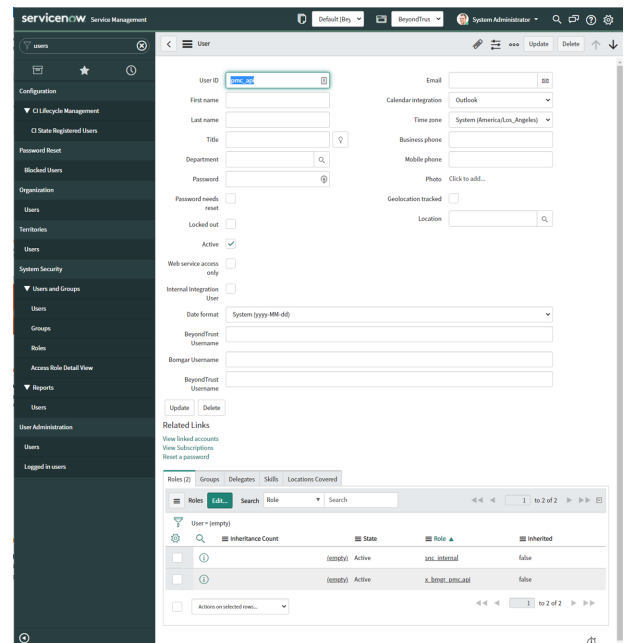 servicenow Service Management
Default [Bey
BeyondTrus
System Administrator
users
Configuration
CI Lifecycle Management
CI State Registered Users
Password Reset
Blocked Users
Organization
Users
Territories
Users
System Security
Users and Groups
Users
Groups
Roles
Access Role Detail View
Reports
Users
User Administration
Users
Logged in users
User
Update
Delete
User ID
pmc_api
First name
Last name
Title
Department
Password
Password needs
reset
Locked out
Active
Web service access
only
Internal Integration
User
Date format
System (yyyy-MM-dd)
BeyondTrust
Username
Bomgar Username
BeyondTrust
Username
Email
Calendar integration
Outlook
Time zone
System (America/Los_Angeles)
Business phone
Mobile phone
Photo
Click to add...
Geolocation tracked
Location
Update
Delete
Related Links
View linked accounts
View Subscriptions
Reset a password
Roles (2)
Groups
Delegates
Skills
Locations Covered
Roles
Edit...
Search
Role
Search
1 to 2 of 2
User = (empty)
Inheritance Count
State
Role
Inherited
(empty) Active snc_internal false
(empty) Active x_bmgr_pmc.api false
Actions on selected rows...
1 to 2 of 2